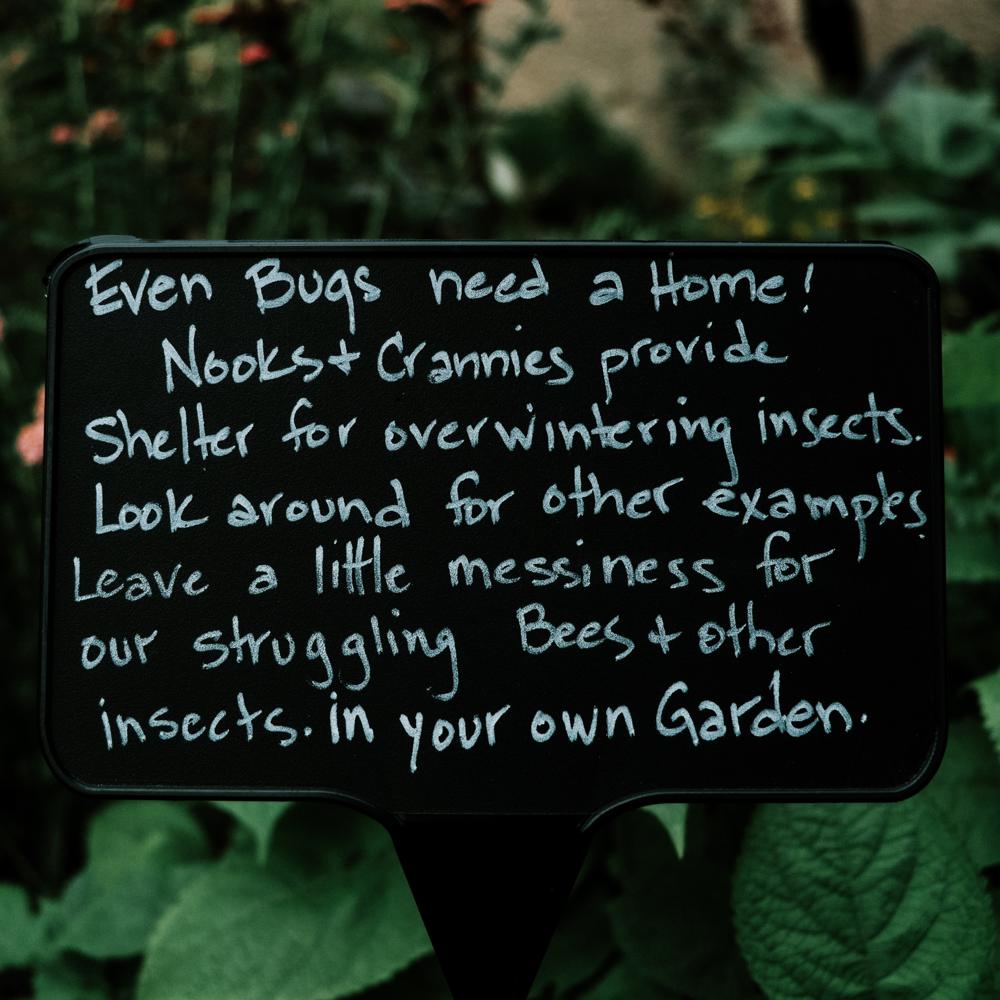 Even Bugs need a Home!
Nooks + Crannies provide
Shelter for overwintering insects.
Look around for other examples.
Leave a little messiness for
our struggling Bees + other
insects. in your own Garden.